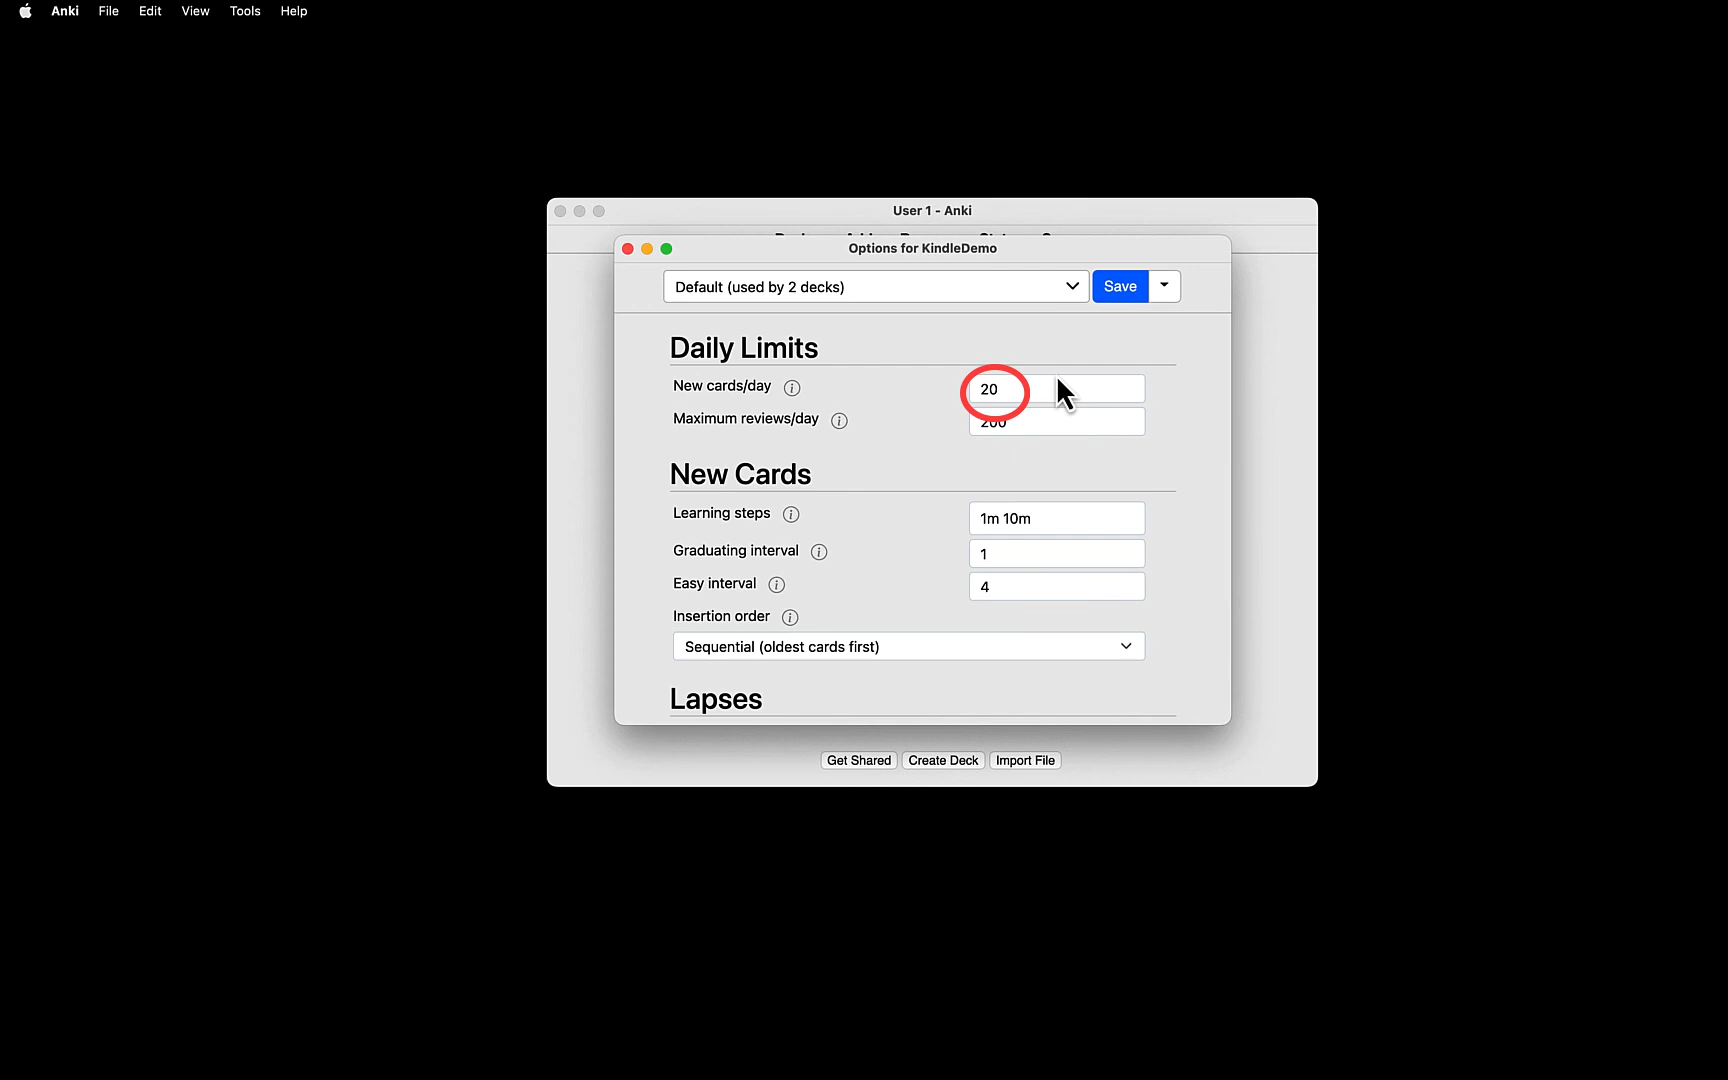 Anki File Edit View Tools Help
User 1 - Anki
Options for KindleDemo
Default (used by 2 decks)
Save
Daily Limits
New cards/day
20
Maximum reviews/day
200
New Cards
Learning steps
1m 10m
Graduating interval
1
Easy interval
4
Insertion order
Sequential (oldest cards first)
Lapses
Get Shared Create Deck Import File